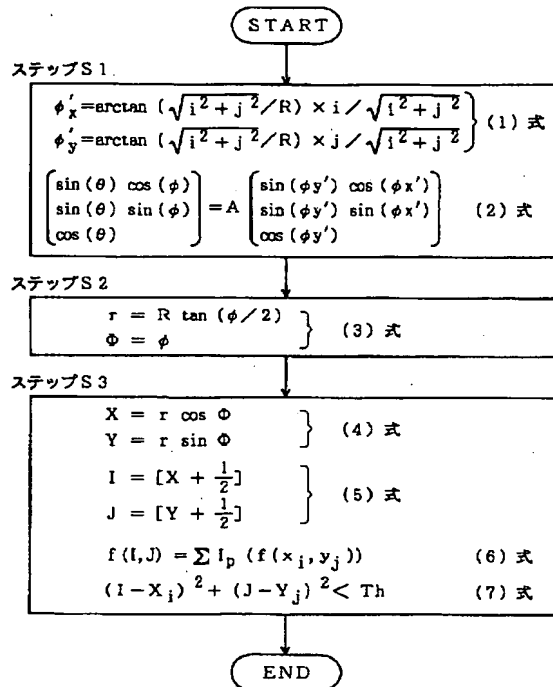 START
ステップS1
φ'x=arctan (√i²+j²/R) × i/√i²+j²
φ'y=arctan (√i²+j²/R) × j/√i²+j²
(1) 式
sin(θ) cos(φ) sin(φy') cos(φx')
sin(θ) sin(φ) =A sin(φy') sin(φx') (2) 式
cos(θ) cos(φy')
ステップS2
r = R tan(φ/2)
Φ = φ
(3) 式
ステップS3
X = r cos Φ
Y = r sin Φ
(4) 式
I = [X + 1/2]
J = [Y + 1/2]
(5) 式
f(I,J) = Σ Ip (f(xi,yj)) (6) 式
(I-Xi)² + (J-Yj)² < Th (7) 式
END